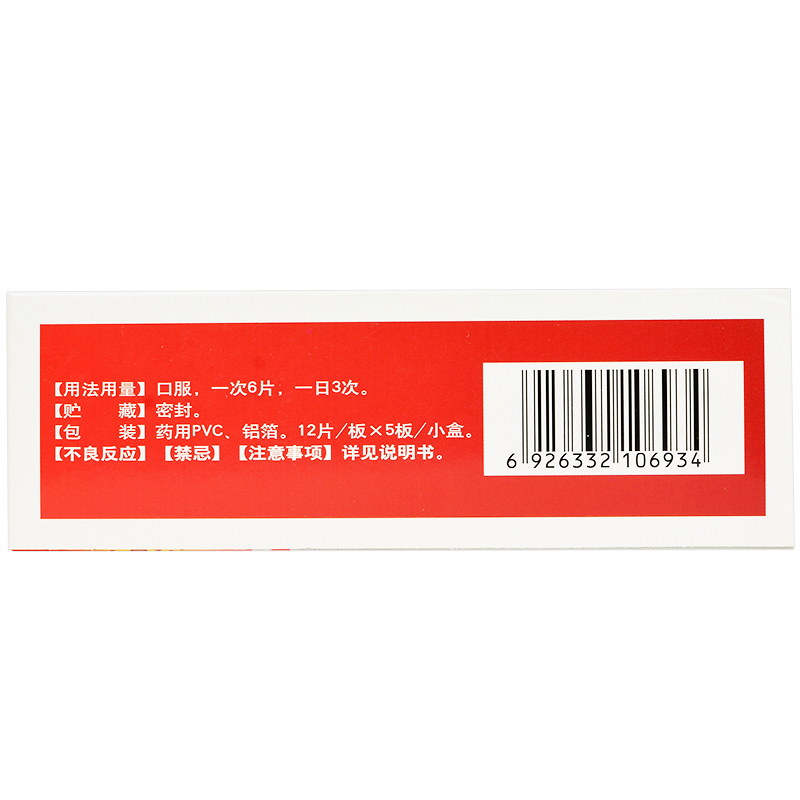 【用法用量】口服，一次6片，一日3次。
【贮　　藏】密封。
【包　　装】药用PVC、铝箔。12片/板×5板/小盒。
【不良反应】【禁忌】【注意事项】详见说明书。
6 926332 106934